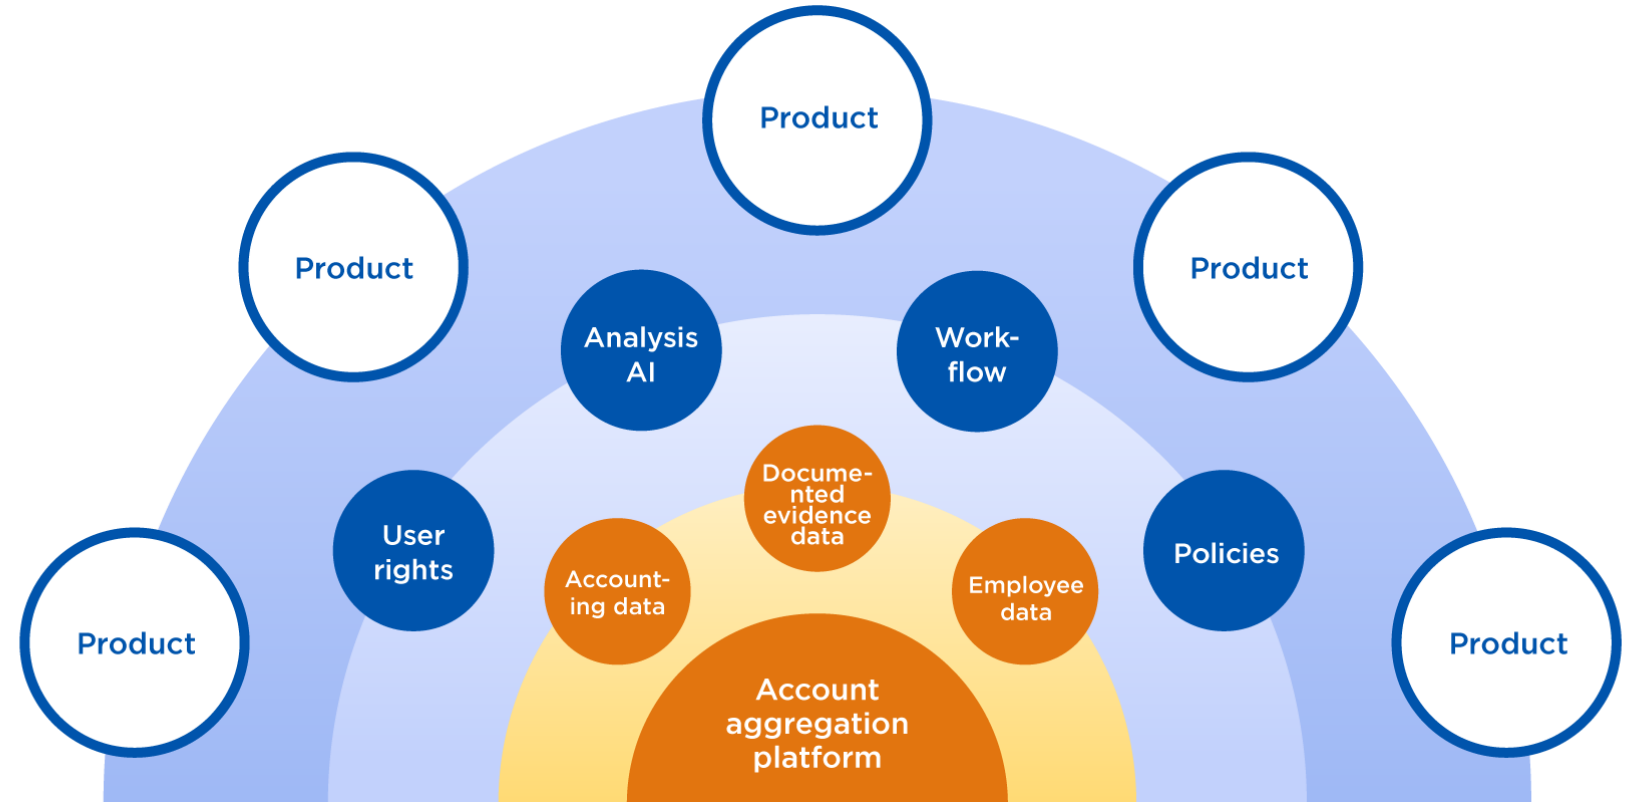 Product
Product
Product
Analysis
AI
Work-
flow
Docume-
nted
evidence
data
User
rights
Policies
Account-
ing data
Employee
data
Product
Product
Account
aggregation
platform